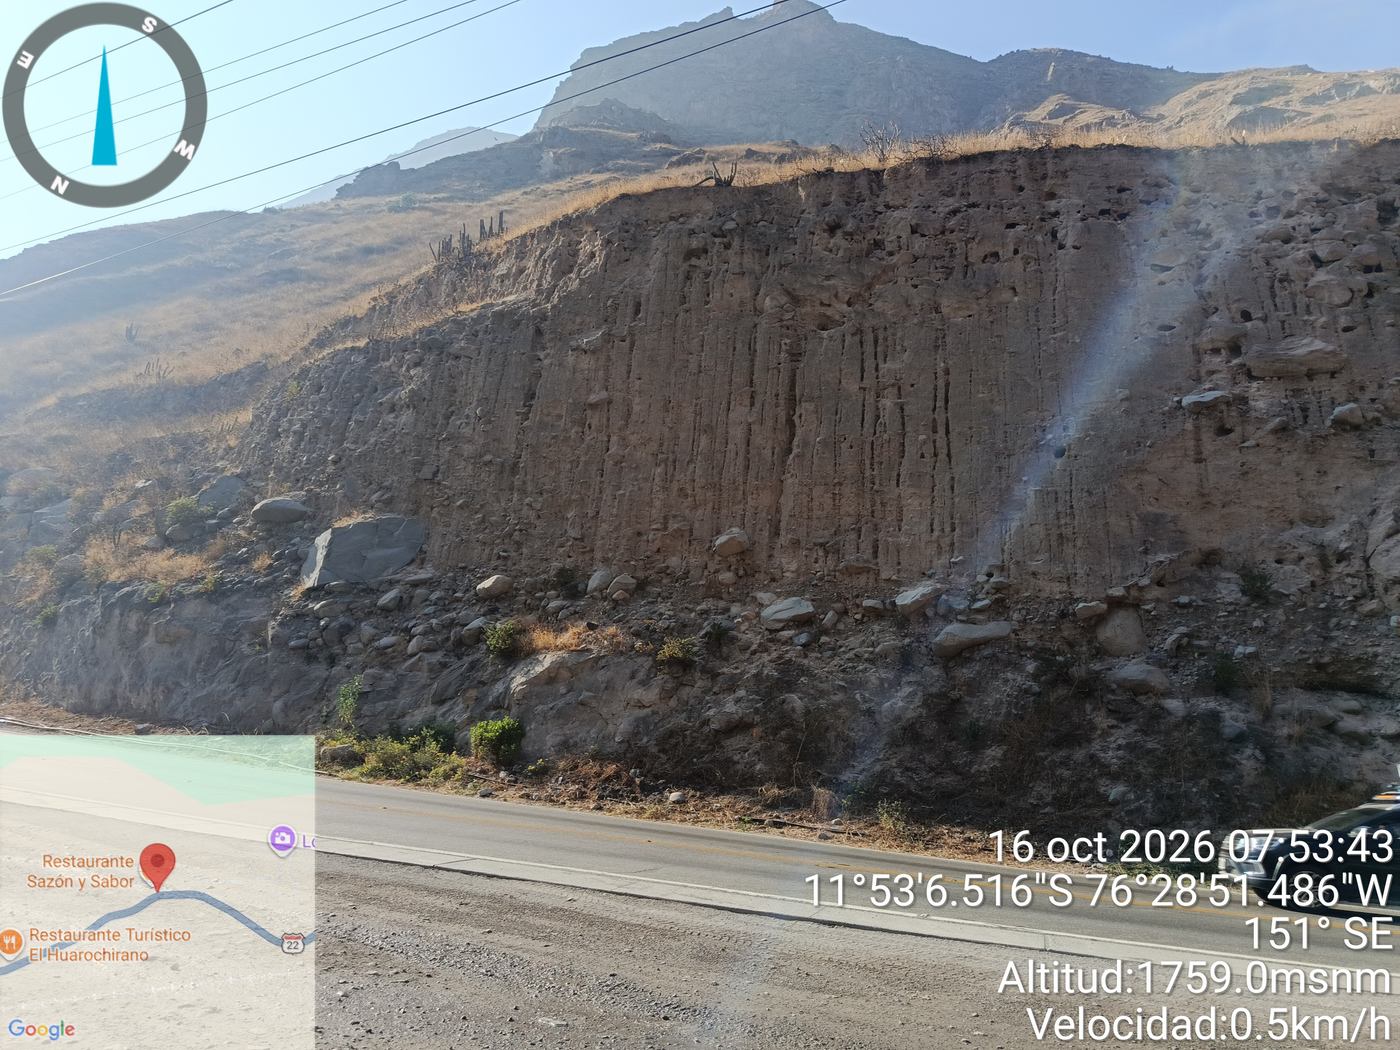 S
E
W
N
Restaurante
Sazón y Sabor
Lo
Restaurante Turístico
El Huarochirano
22
Google
16 oct 2026 07:53:43
11°53'6.516"S 76°28'51.486"W
151° SE
Altitud:1759.0msnm
Velocidad:0.5km/h